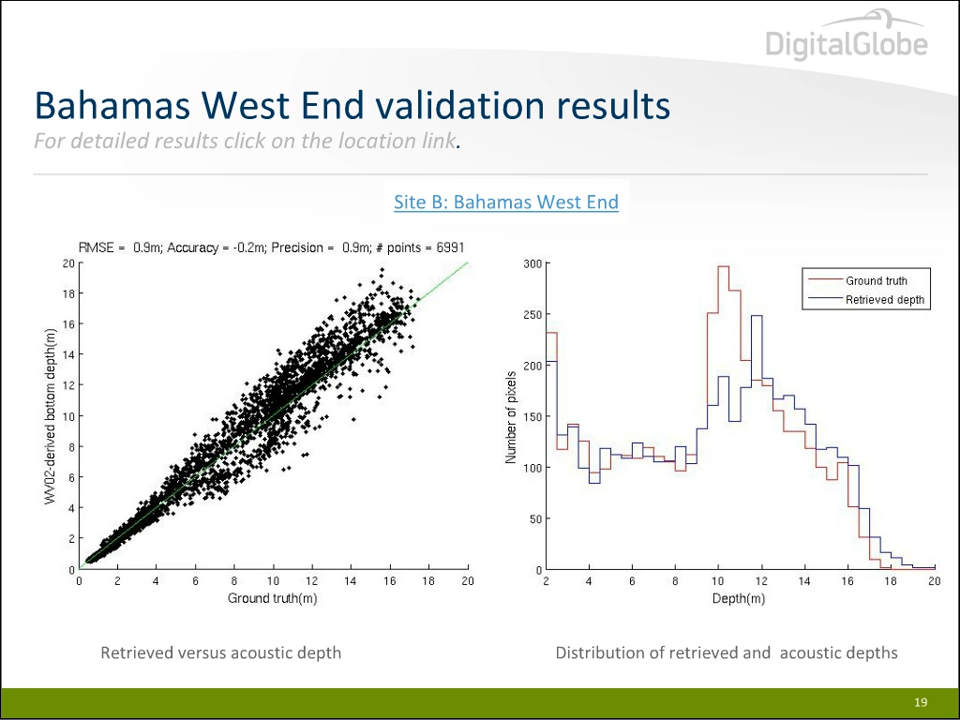 DigitalGlobe
Bahamas West End validation results
For detailed results click on the location link.
Site B: Bahamas West End
RMSE = 0.9m; Accuracy = -0.2m; Precision = 0.9m; # points = 6991
20
18
16
14
12
10
8
6
4
2
0
WV02-derived bottom depth(m)
0 2 4 6 8 10 12 14 16 18 20
Ground truth(m)
300
250
200
150
100
50
0
Number of pixels
Ground truth
Retrieved depth
2 4 6 8 10 12 14 16 18 20
Depth(m)
Retrieved versus acoustic depth
Distribution of retrieved and acoustic depths
19